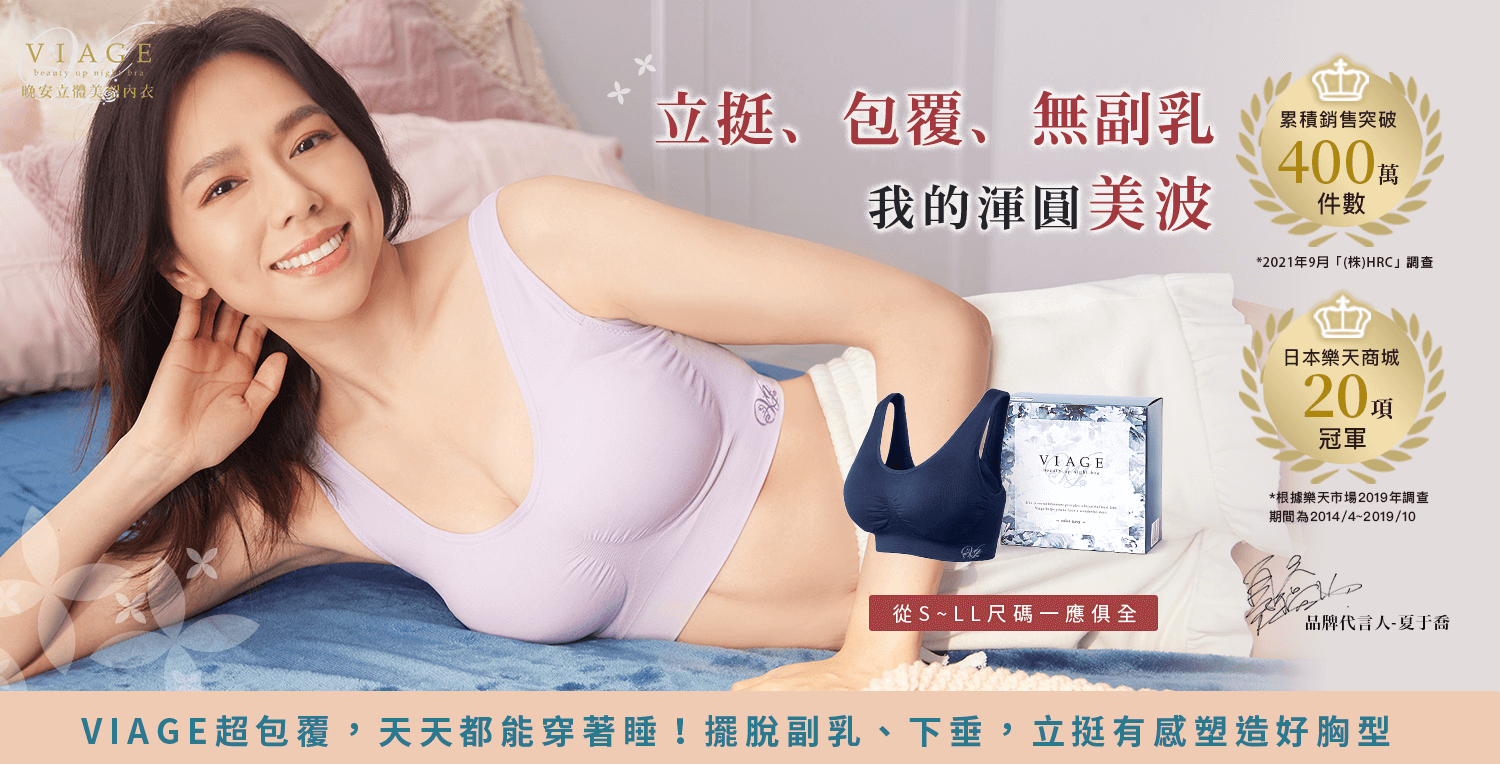 VIAGE
beauty up night bra
晚安立體美型內衣
立挺、包覆、無副乳
我的渾圓美波
累積銷售突破
400萬
件數
*2021年9月「(株)HRC」調查
日本樂天商城
20項
冠軍
*根據樂天市場2019年調查
期間為2014/4~2019/10
VIAGE
beauty up night bra
從S~LL尺碼一應俱全
品牌代言人-夏于喬
VIAGE超包覆，天天都能穿著睡！擺脫副乳、下垂，立挺有感塑造好胸型